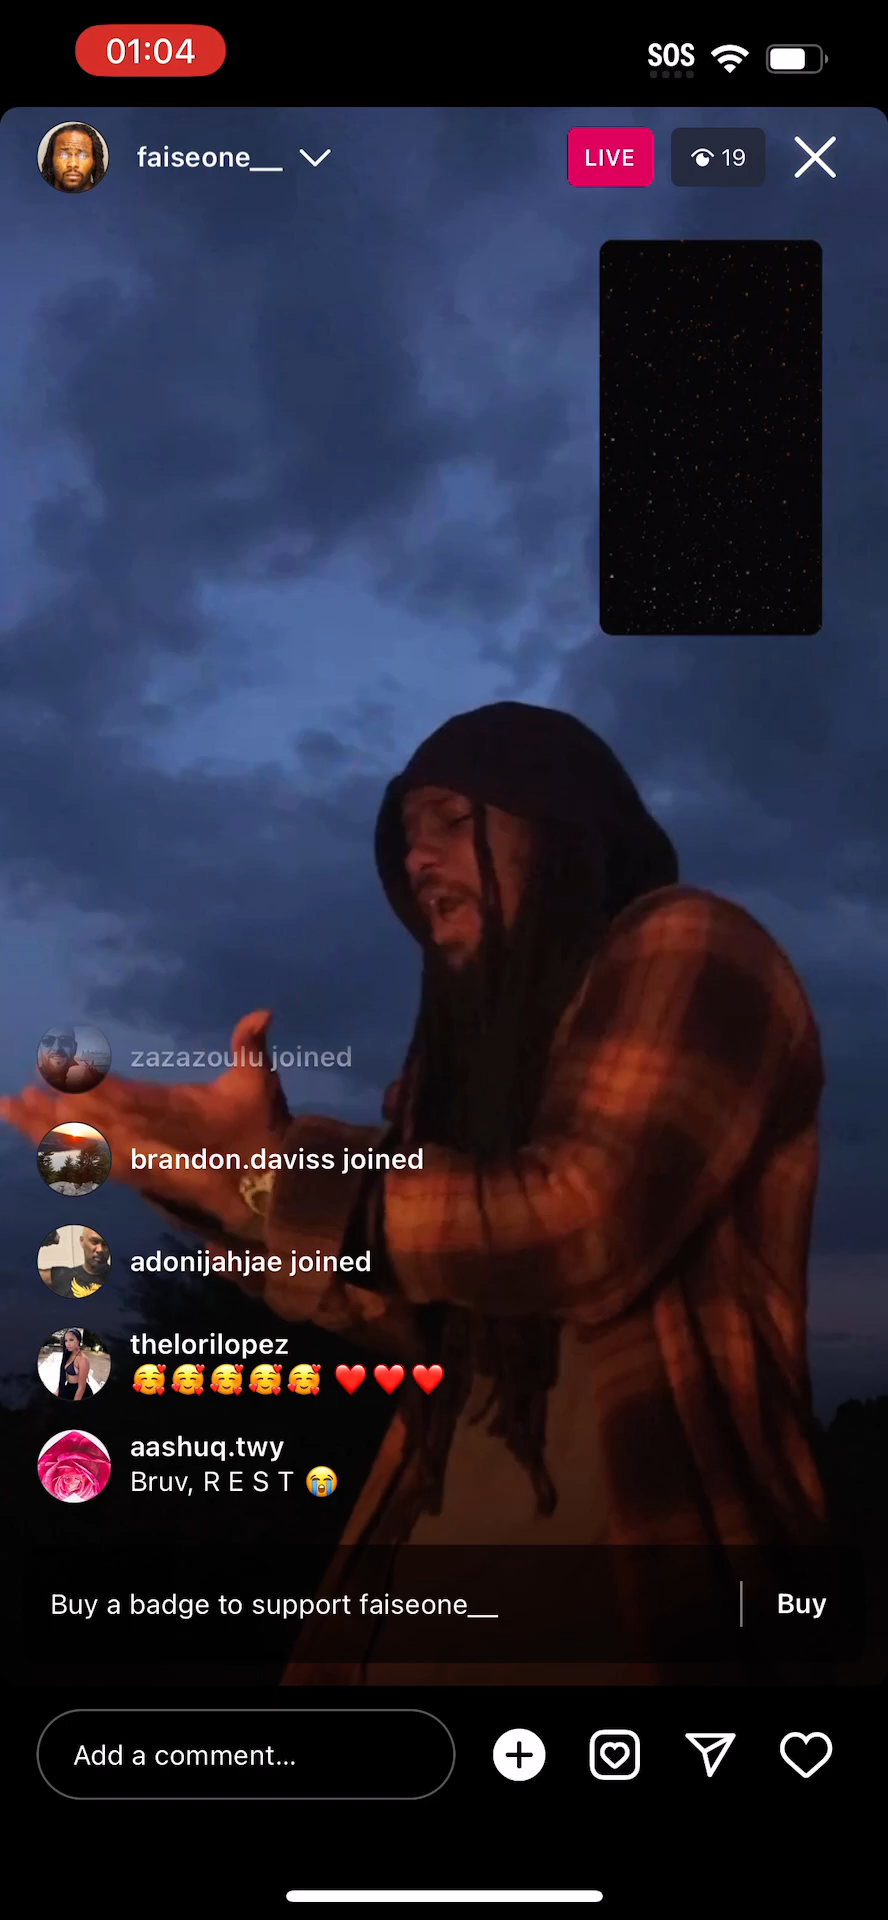 01:04
SOS
faiseone__
LIVE
19
zazazoulu joined
brandon.daviss joined
adonijahjae joined
thelorilopez
🥰🥰🥰🥰🥰 ❤️❤️❤️
aashuq.twy
Bruv, R E S T 😭
Buy a badge to support faiseone__
Buy
Add a comment...